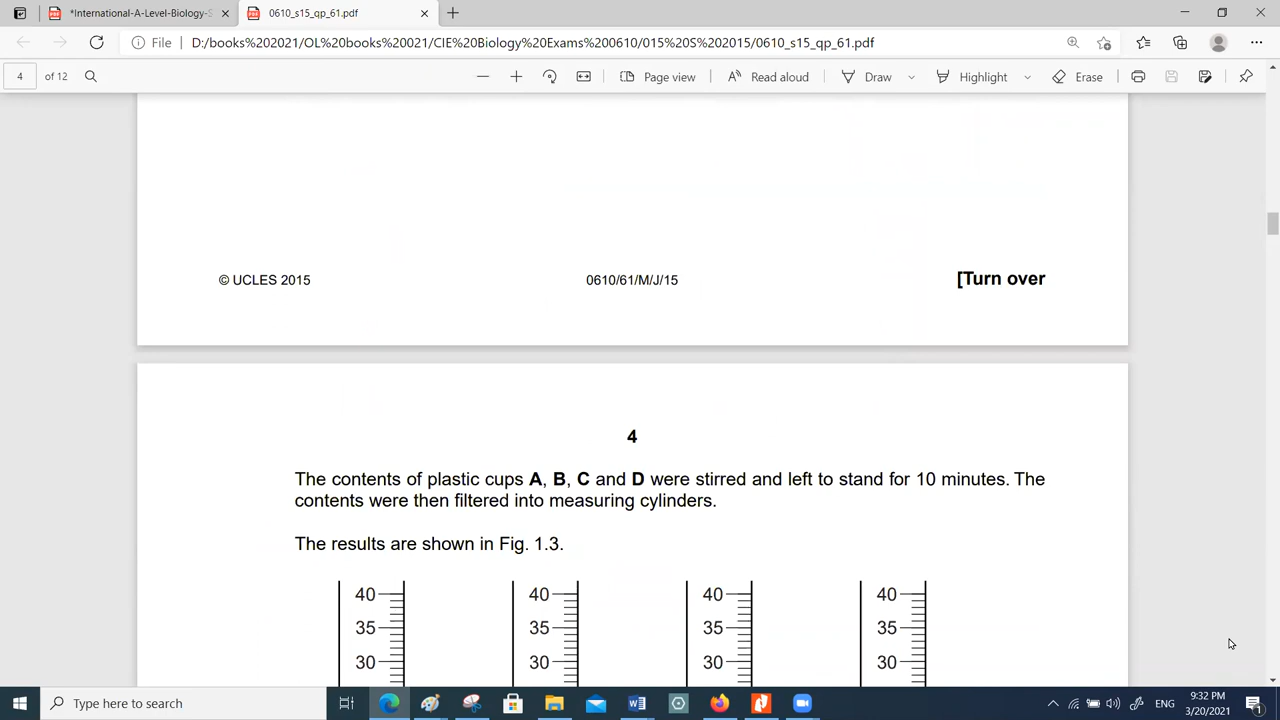 *International-A-Level-Biology-S
0610_s15_qp_61.pdf
File
D:/books%202021/OL%20books%20021/CIE%20Biology%20Exams%200610/015%20S%202015/0610_s15_qp_61.pdf
4
of 12
Page view
Read aloud
Draw
Highlight
Erase
© UCLES 2015
0610/61/M/J/15
[Turn over
4
The contents of plastic cups A, B, C and D were stirred and left to stand for 10 minutes. The
contents were then filtered into measuring cylinders.
The results are shown in Fig. 1.3.
40 40 40 40
35 35 35 35
30 30 30 30
Type here to search
ENG
9:32 PM
3/20/2021
1